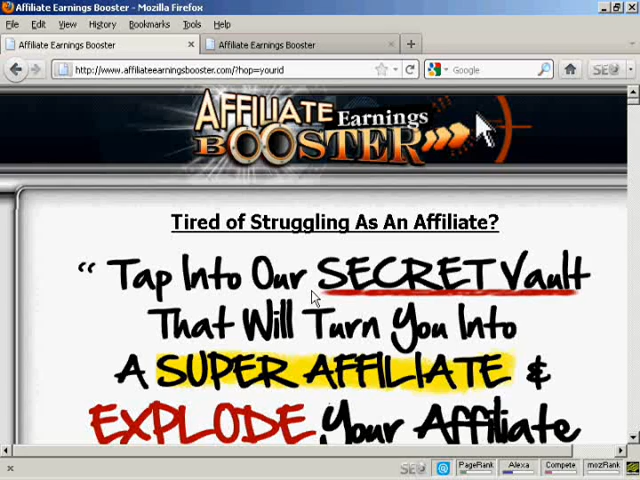 Affiliate Earnings Booster - Mozilla Firefox
File Edit View History Bookmarks Tools Help
Affiliate Earnings Booster × Affiliate Earnings Booster × +
http://www.affiliateearningsbooster.com/?hop=yourid Google SEO
AFFILIATE Earnings
BOOSTER
Tired of Struggling As An Affiliate?
“ Tap Into Our SECRET Vault
That Will Turn You Into
A SUPER AFFILIATE &
EXPLODE Your Affiliate
× SEO @ PageRank Alexa Compete mozRank